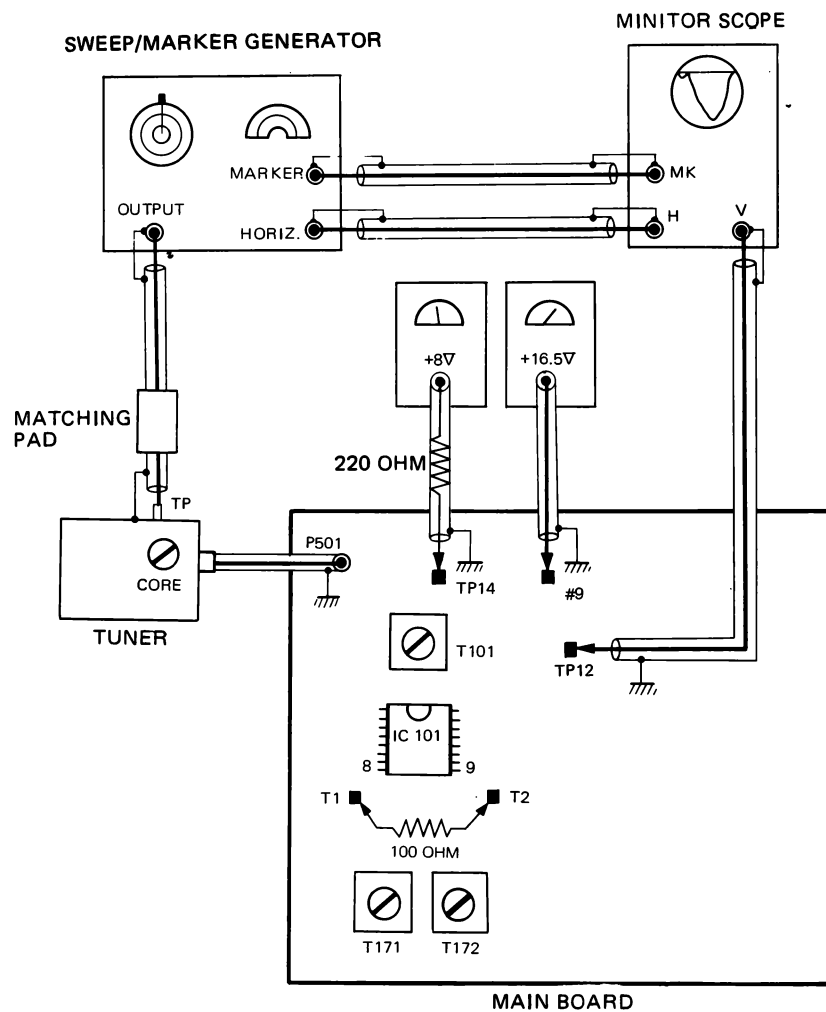 MINITOR SCOPE
SWEEP/MARKER GENERATOR
MARKER
MK
OUTPUT
HORIZ.
H
V
+8V
+16.5V
MATCHING
PAD
220 OHM
TP
P501
CORE
TP14
#9
TUNER
T101
TP12
IC 101
8
9
T1
T2
100 OHM
T171
T172
MAIN BOARD